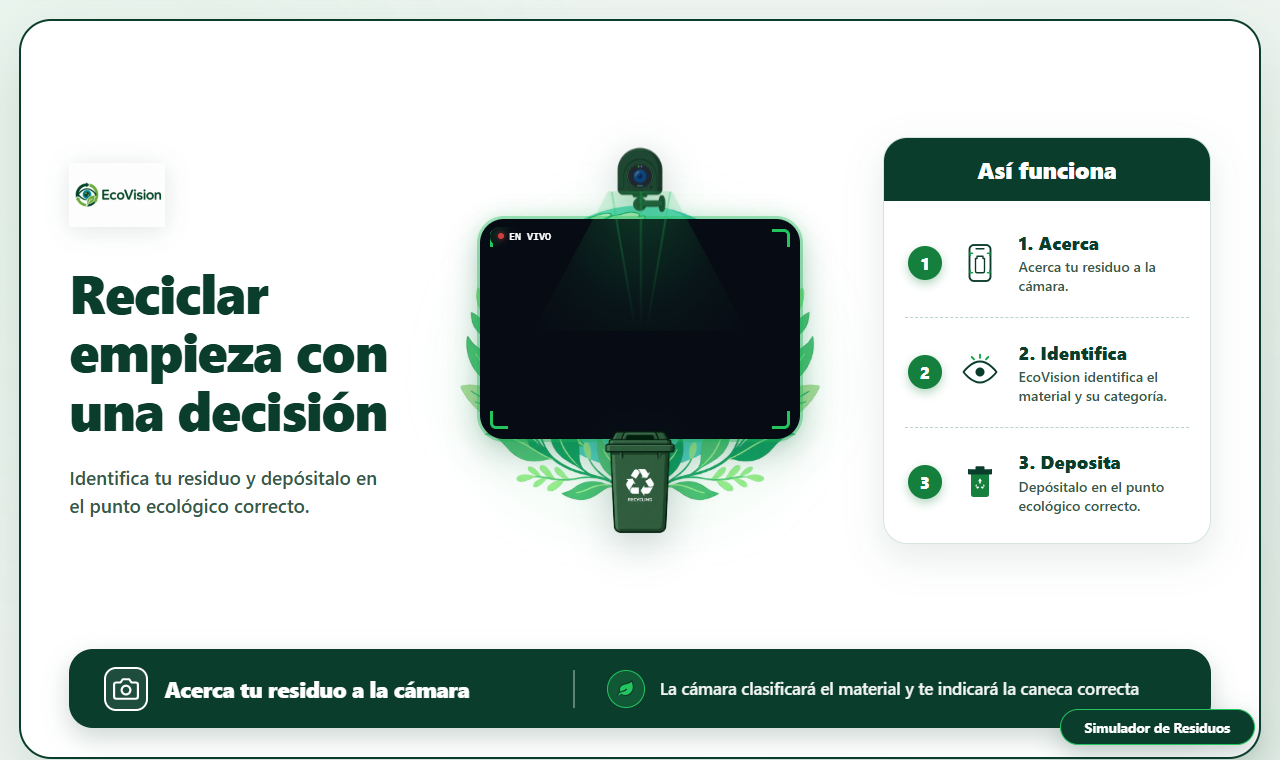 EcoVision
Reciclar
empieza con
una decisión
Identifica tu residuo y depósitalo en
el punto ecológico correcto.
EN VIVO
RECYCLING
Así funciona
1
1. Acerca
Acerca tu residuo a la
cámara.
2
2. Identifica
EcoVision identifica el
material y su categoría.
3
3. Deposita
Depósitalo en el punto
ecológico correcto.
Acerca tu residuo a la cámara
La cámara clasificará el material y te indicará la caneca correcta
Simulador de Residuos